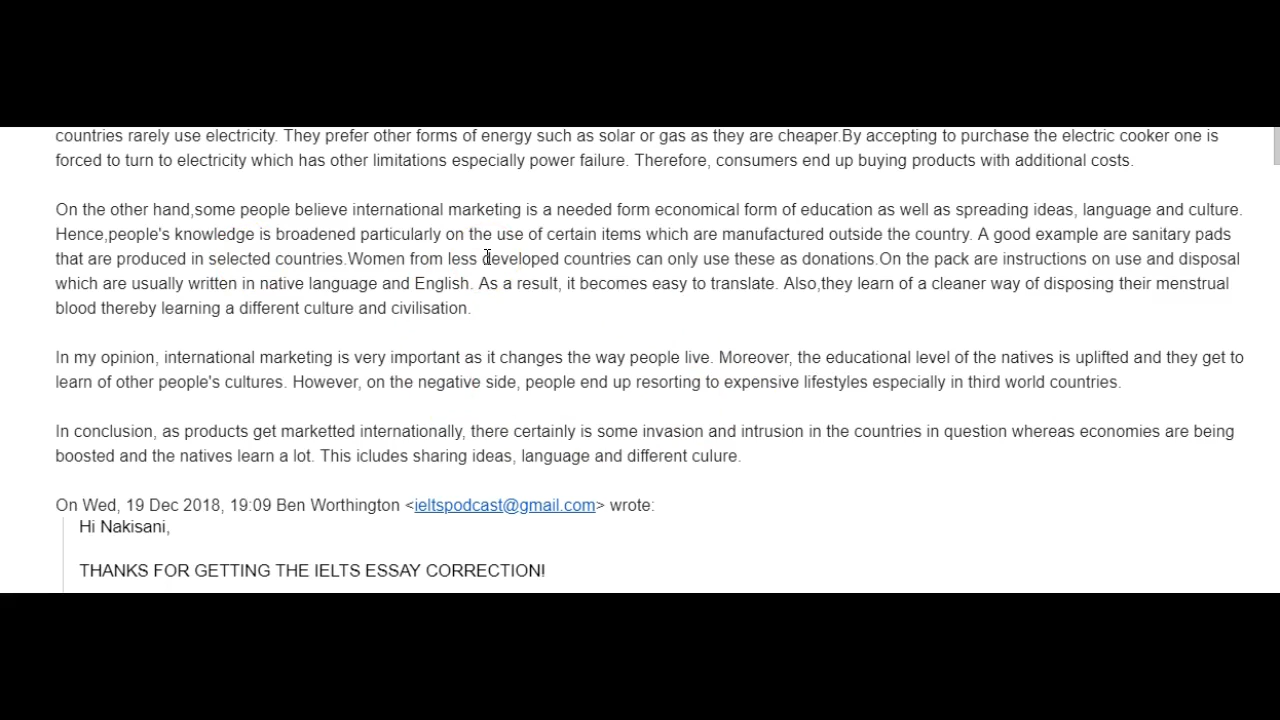 countries rarely use electricity. They prefer other forms of energy such as solar or gas as they are cheaper.By accepting to purchase the electric cooker one is
forced to turn to electricity which has other limitations especially power failure. Therefore, consumers end up buying products with additional costs.
On the other hand,some people believe international marketing is a needed form economical form of education as well as spreading ideas, language and culture.
Hence,people's knowledge is broadened particularly on the use of certain items which are manufactured outside the country. A good example are sanitary pads
that are produced in selected countries.Women from less developed countries can only use these as donations.On the pack are instructions on use and disposal
which are usually written in native language and English. As a result, it becomes easy to translate. Also,they learn of a cleaner way of disposing their menstrual
blood thereby learning a different culture and civilisation.
In my opinion, international marketing is very important as it changes the way people live. Moreover, the educational level of the natives is uplifted and they get to
learn of other people's cultures. However, on the negative side, people end up resorting to expensive lifestyles especially in third world countries.
In conclusion, as products get marketted internationally, there certainly is some invasion and intrusion in the countries in question whereas economies are being
boosted and the natives learn a lot. This icludes sharing ideas, language and different culure.
On Wed, 19 Dec 2018, 19:09 Ben Worthington <ieltspodcast@gmail.com> wrote:
Hi Nakisani,
THANKS FOR GETTING THE IELTS ESSAY CORRECTION!